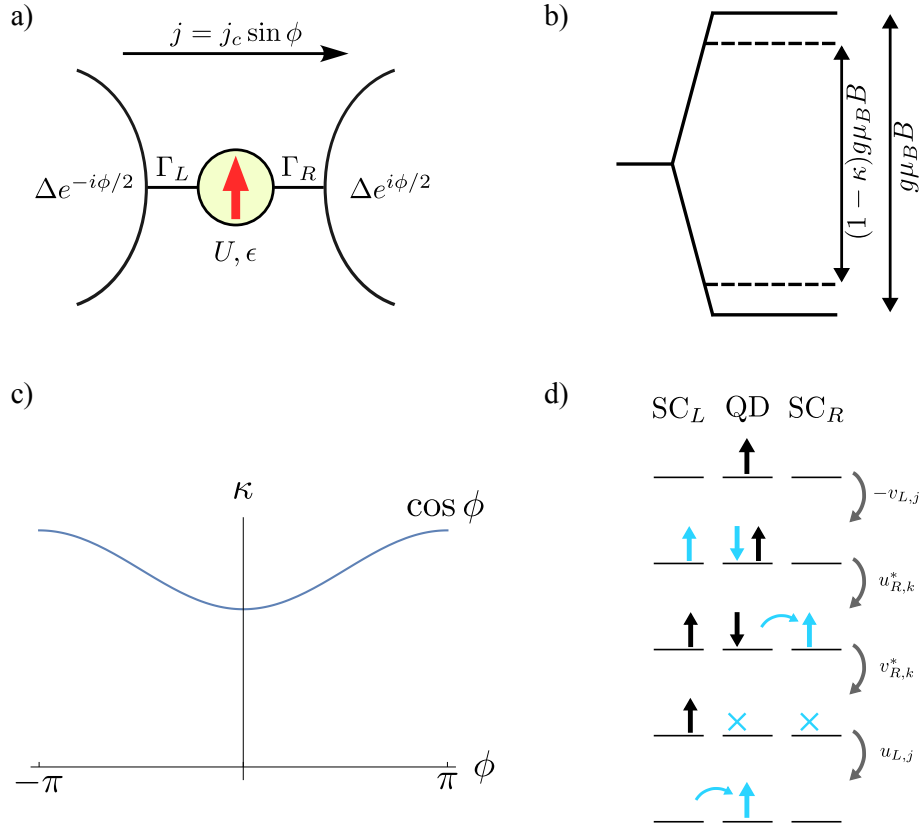 a)
j = j_c sin ϕ
Δe^{-iϕ/2}
Γ_L
Γ_R
Δe^{iϕ/2}
U, ϵ
b)
(1 − κ)gμ_B B
gμ_B B
c)
κ
cos ϕ
−π
π
ϕ
d)
SC_L QD SC_R
−v_{L,j}
u^*_{R,k}
v^*_{R,k}
u_{L,j}